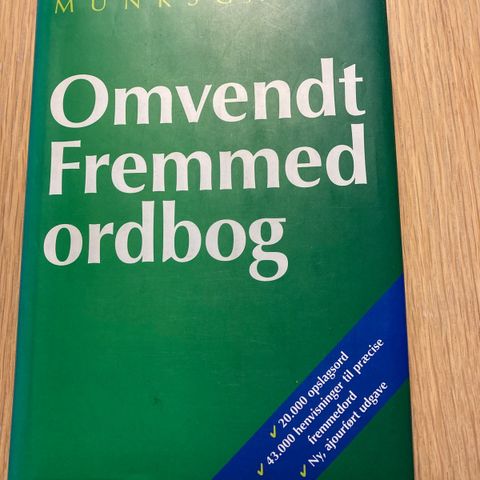 Omvendt
Fremmed
ordbog
✓ 20.000 opslagsord
✓ 43.000 henvisninger til præcise
fremmedord
✓ Ny, ajourført udgave